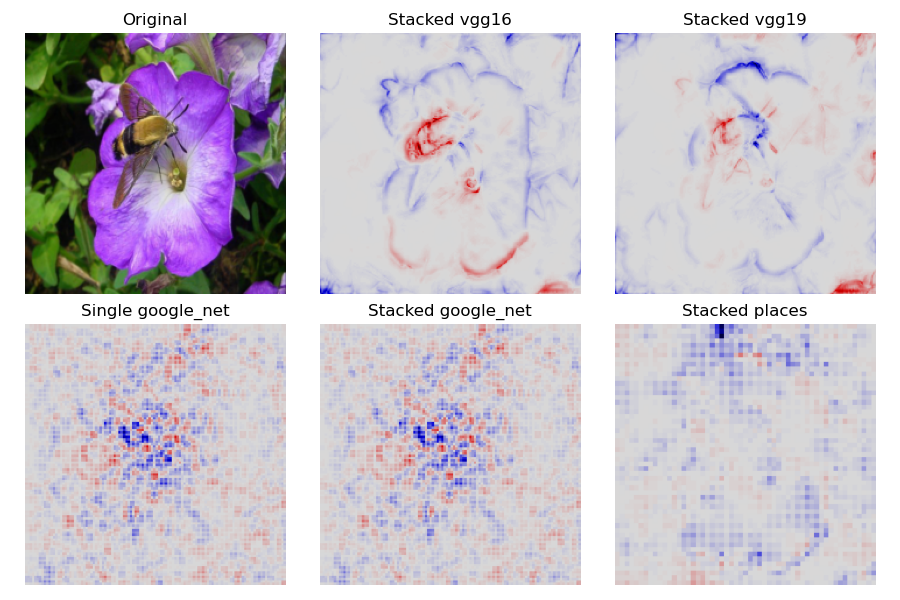 Original
Stacked vgg16
Stacked vgg19
Single google_net
Stacked google_net
Stacked places